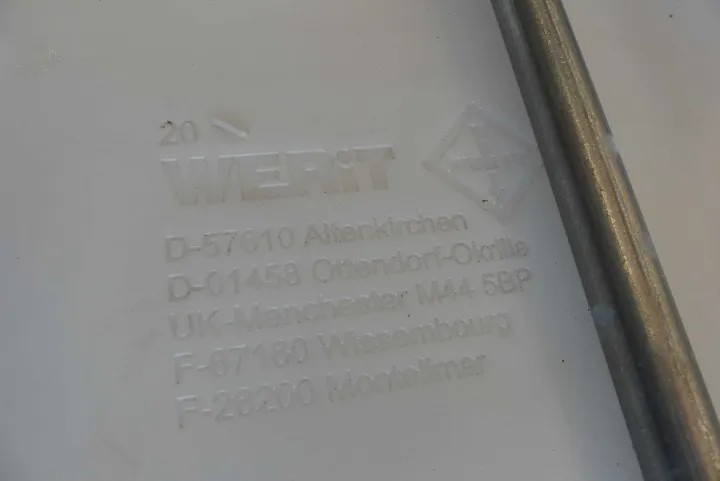 20
WERiT
D-57610 Altenkirchen
D-01458 Ottendorf-Okrilla
UK-Manchester M44 5BP
F-67160 Wissembourg
F-26200 Montelimar